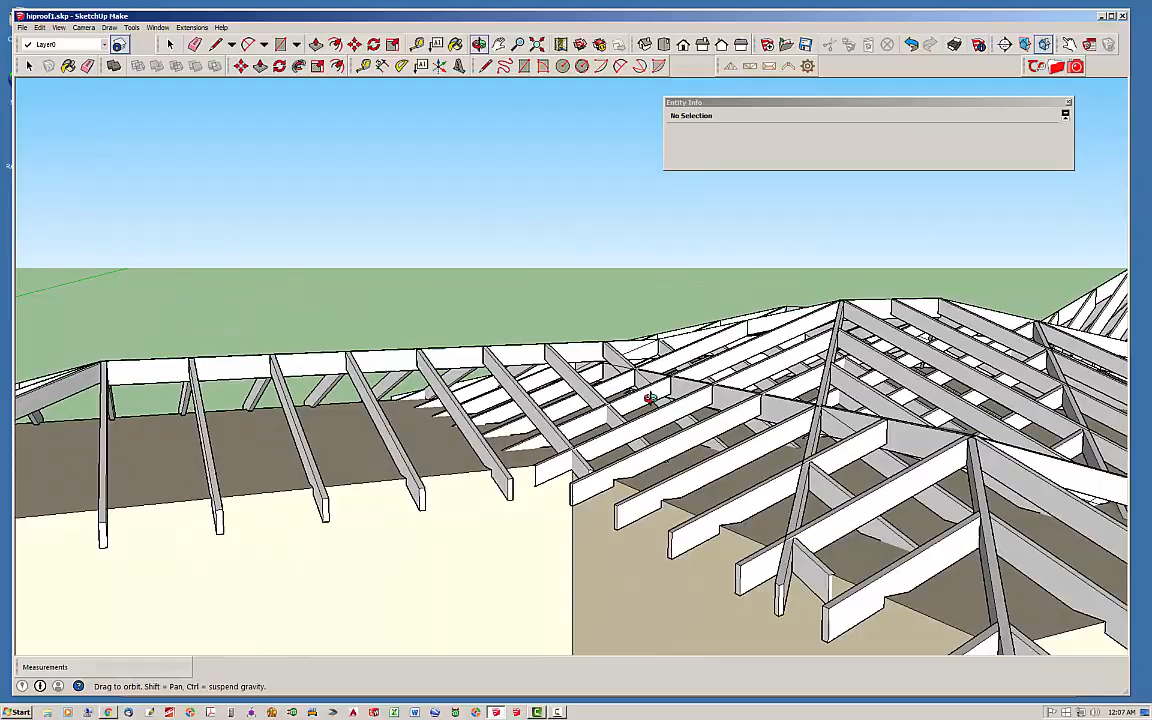 hiproof1.skp - SketchUp Make
File Edit View Camera Draw Tools Window Extensions Help
Layer0
Entity Info
No Selection
Measurements
Drag to orbit. Shift = Pan, Ctrl = suspend gravity.
Start
12:07 AM